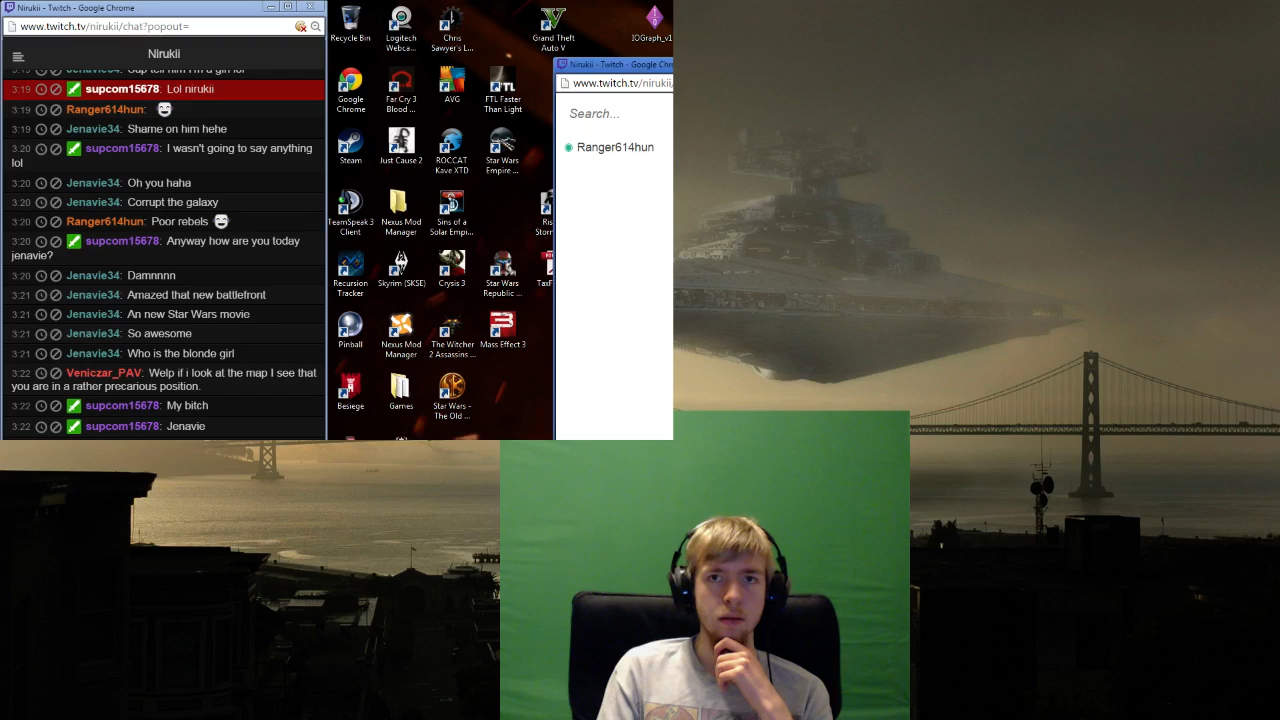 Nirukii - Twitch - Google Chrome
www.twitch.tv/nirukii/chat?popout=
Nirukii
3:19 supcom15678: Lol nirukii
3:19 Ranger614hun:
3:19 Jenavie34: Shame on him hehe
3:20 supcom15678: I wasn't going to say anything
lol
3:20 Jenavie34: Oh you haha
3:20 Jenavie34: Corrupt the galaxy
3:20 Ranger614hun: Poor rebels
3:20 supcom15678: Anyway how are you today
jenavie?
3:20 Jenavie34: Damnnnn
3:21 Jenavie34: Amazed that new battlefront
3:21 Jenavie34: An new Star Wars movie
3:21 Jenavie34: So awesome
3:21 Jenavie34: Who is the blonde girl
3:22 Veniczar_PAV: Welp if i look at the map I see that
you are in a rather precarious position.
3:22 supcom15678: My bitch
3:22 supcom15678: Jenavie
Recycle Bin
Logitech
Webca...
Chris
Sawyer's L...
Grand Theft
Auto V
IOGraph_v1
Google
Chrome
Far Cry 3
Blood ...
AVG
FTL Faster
Than Light
Steam
Just Cause 2
ROCCAT
Kave XTD
Star Wars
Empire ...
TeamSpeak 3
Client
Nexus Mod
Manager
Sins of a
Solar Empi...
Ris
Storm
Recursion
Tracker
Skyrim (SKSE)
Crysis 3
Star Wars
Republic ...
TaxF
Pinball
Nexus Mod
Manager
The Witcher
2 Assassins ...
Mass Effect 3
Besiege
Games
Star Wars -
The Old ...
Nirukii - Twitch - Google Chr
www.twitch.tv/nirukii/
Search...
Ranger614hun